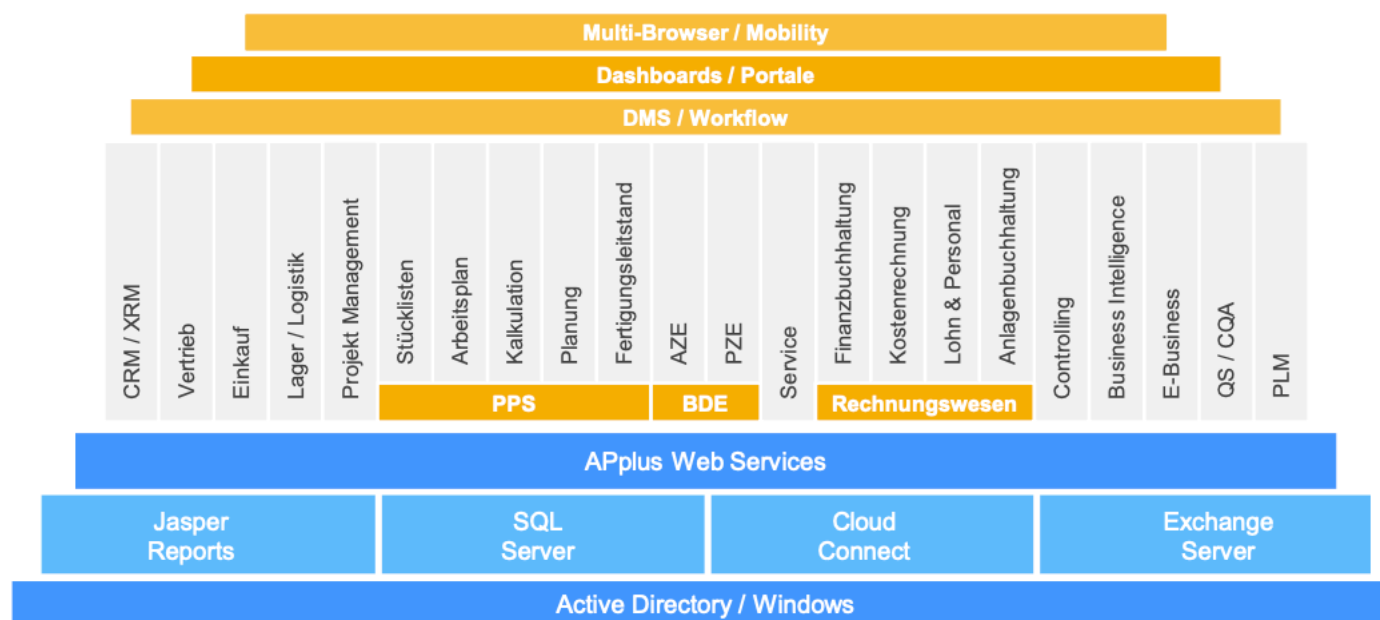 Multi-Browser / Mobility
Dashboards / Portale
DMS / Workflow
CRM / XRM
Vertrieb
Einkauf
Lager / Logistik
Projekt Management
Stücklisten
Arbeitsplan
Kalkulation
Planung
Fertigungsleitstand
PPS
AZE
PZE
BDE
Service
Finanzbuchhaltung
Kostenrechnung
Lohn & Personal
Anlagenbuchhaltung
Rechnungswesen
Controlling
Business Intelligence
E-Business
QS / CQA
PLM
APplus Web Services
Jasper
Reports
SQL
Server
Cloud
Connect
Exchange
Server
Active Directory / Windows